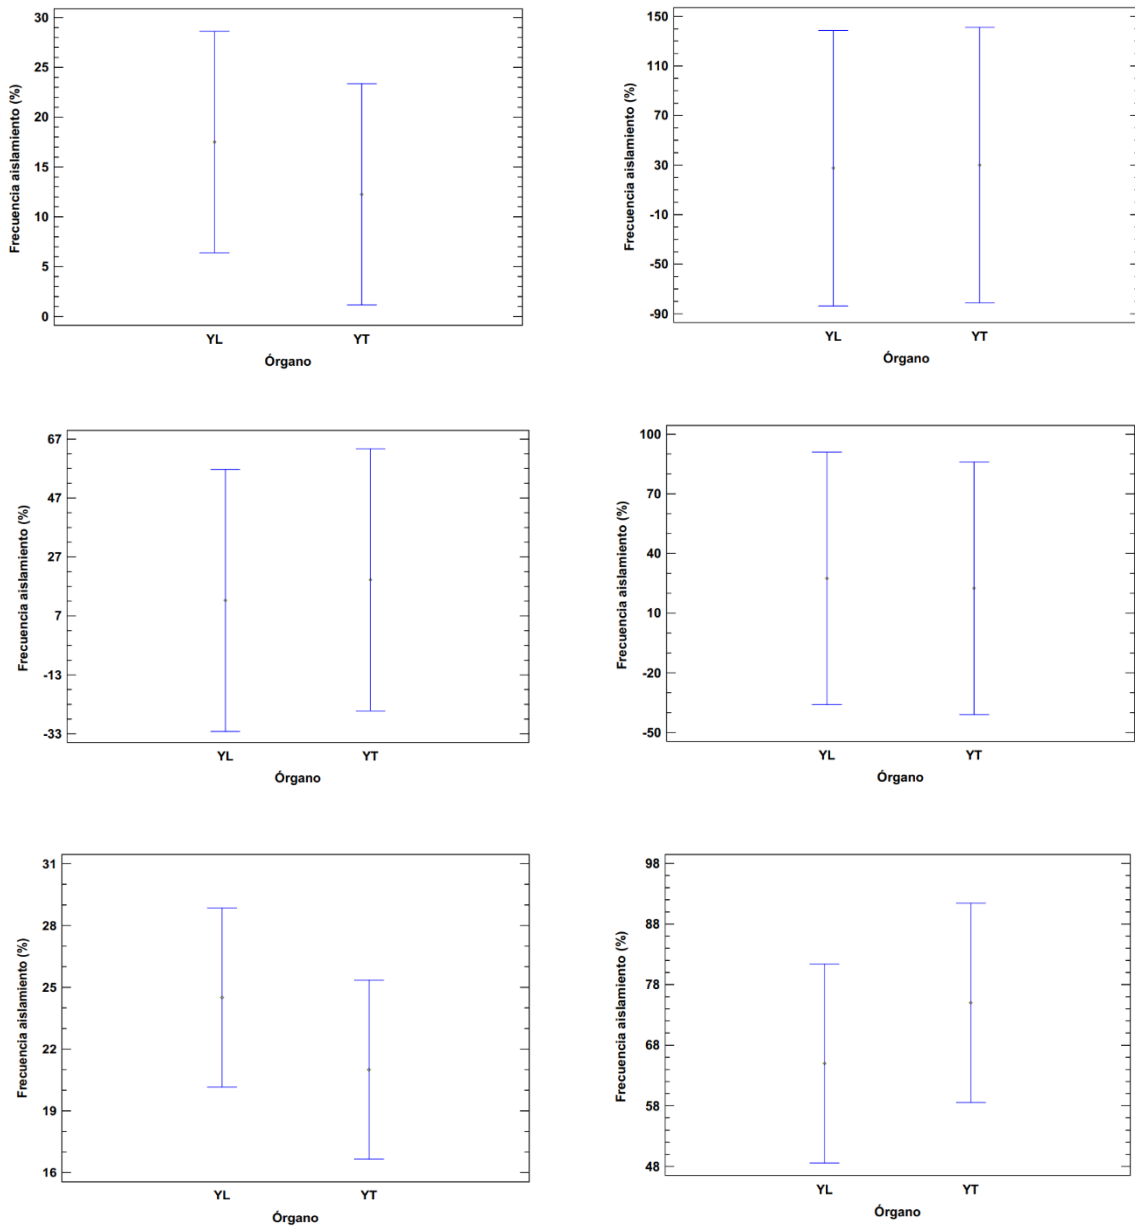 Frecuencia aislamiento (%)
30
25
20
15
10
5
0
YL YT
Órgano
Frecuencia aislamiento (%)
150
110
70
30
-10
-50
-90
YL YT
Órgano
Frecuencia aislamiento (%)
67
47
27
7
-13
-33
YL YT
Órgano
Frecuencia aislamiento (%)
100
70
40
10
-20
-50
YL YT
Órgano
Frecuencia aislamiento (%)
31
28
25
22
19
16
YL YT
Órgano
Frecuencia aislamiento (%)
98
88
78
68
58
48
YL YT
Órgano